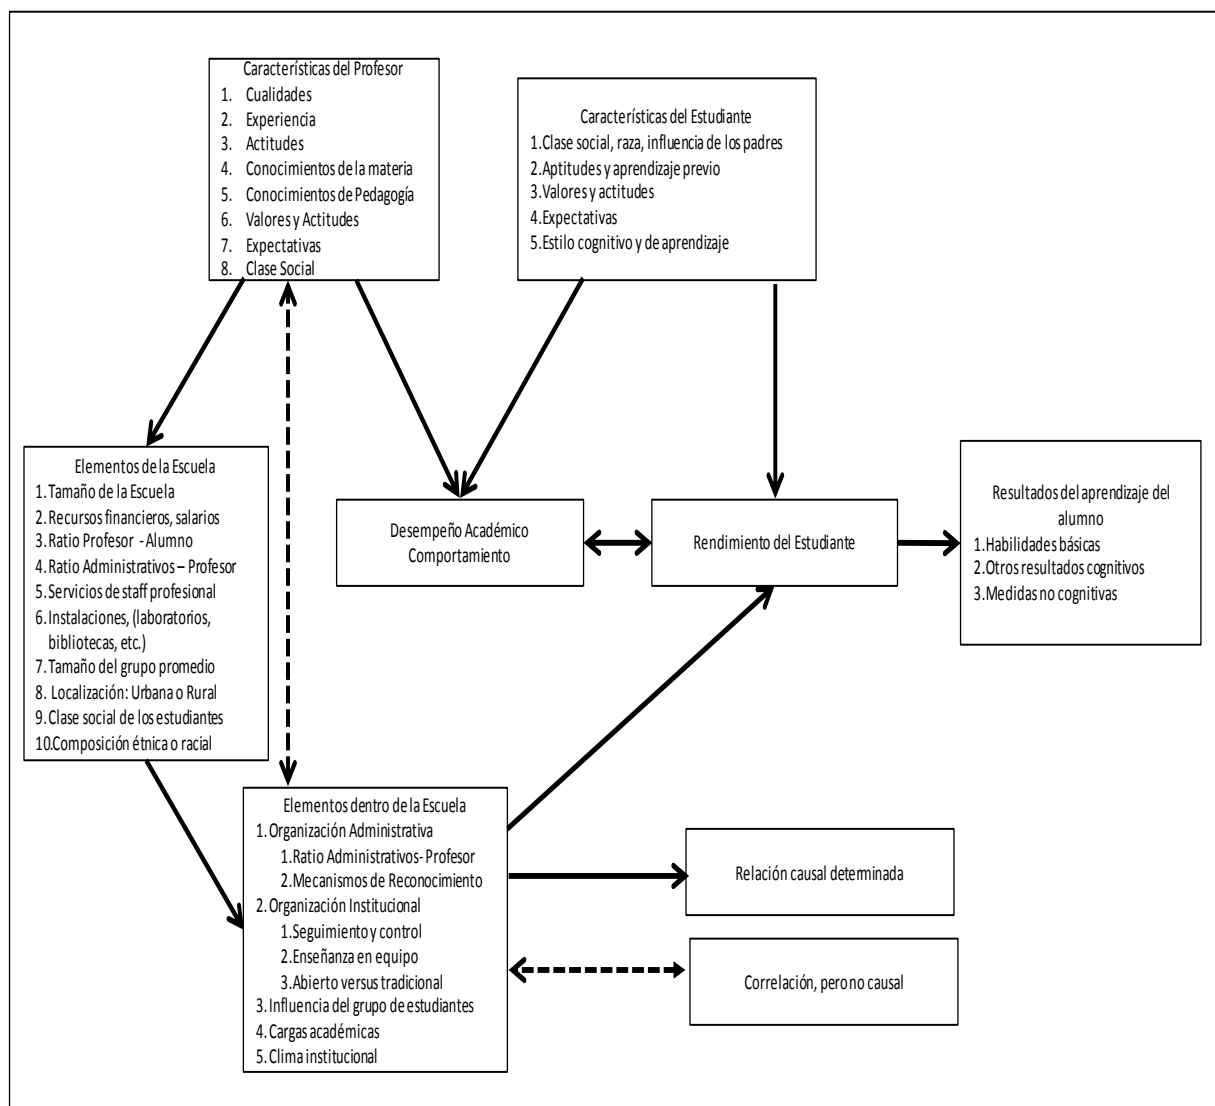 Características del Profesor
1. Cualidades
2. Experiencia
3. Actitudes
4. Conocimientos de la materia
5. Conocimientos de Pedagogía
6. Valores y Actitudes
7. Expectativas
8. Clase Social
Características del Estudiante
1.Clase social, raza, influencia de los padres
2.Aptitudes y aprendizaje previo
3.Valores y actitudes
4.Expectativas
5.Estilo cognitivo y de aprendizaje
Elementos de la Escuela
1.Tamaño de la Escuela
2.Recursos financieros, salarios
3.Ratio Profesor - Alumno
4.Ratio Administrativos – Profesor
5.Servicios de staff profesional
6.Instalaciones, (laboratorios,
bibliotecas, etc.)
7.Tamaño del grupo promedio
8. Localización: Urbana o Rural
9.Clase social de los estudiantes
10.Composición étnica o racial
Desempeño Académico
Comportamiento
Rendimiento del Estudiante
Resultados del aprendizaje del
alumno
1.Habilidades básicas
2.Otros resultados cognitivos
3.Medidas no cognitivas
Elementos dentro de la Escuela
1.Organización Administrativa
1.Ratio Administrativos- Profesor
2.Mecanismos de Reconocimiento
2.Organización Institucional
1.Seguimiento y control
2.Enseñanza en equipo
3.Abierto versus tradicional
3.Influencia del grupo de estudiantes
4.Cargas académicas
5.Clima institucional
Relación causal determinada
Correlación, pero no causal